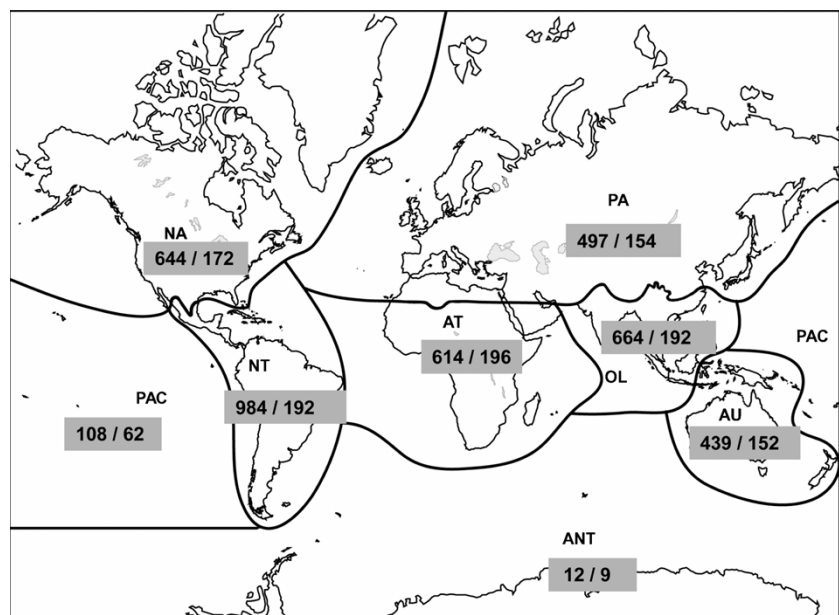 PA
497 / 154
NA
644 / 172
AT
614 / 196
664 / 192
PAC
NT
984 / 192
OL
PAC
108 / 62
AU
439 / 152
ANT
12 / 9